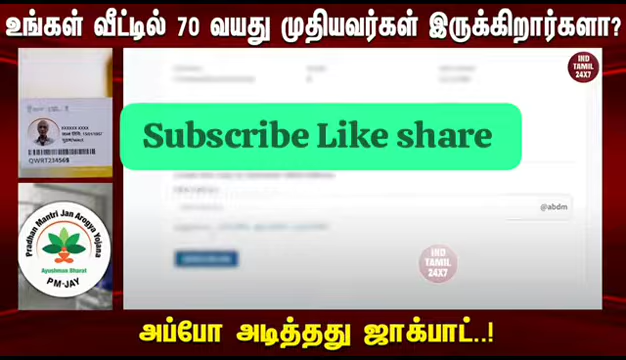 உங்கள் வீட்டில் 70 வயது முதியவர்கள் இருக்கிறார்களா?
IND
TAMIL
24X7
Subscribe Like share
QWRT234568
@abdm
Pradhan Mantri Jan Arogya Yojana
Ayushman Bharat
PM-JAY
IND
TAMIL
24X7
அப்போ அடித்தது ஜாக்பாட்..!